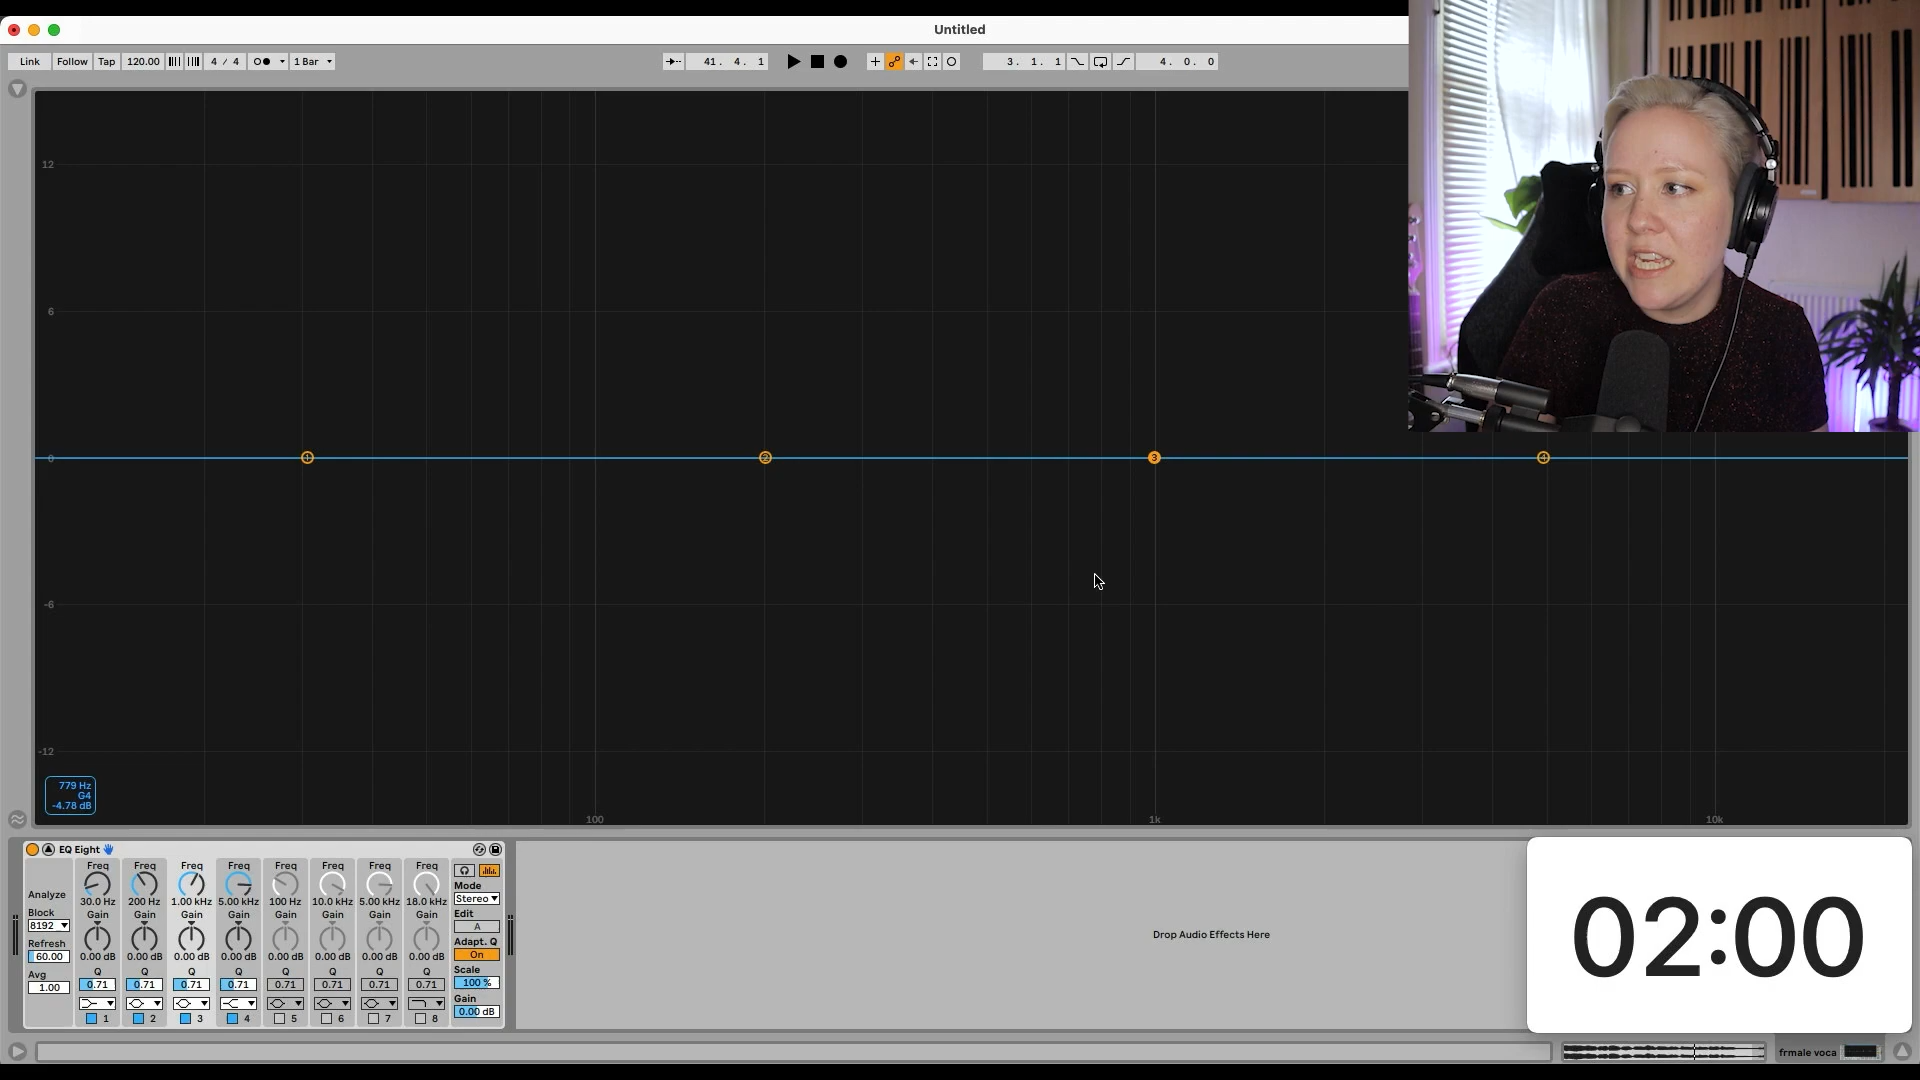 Untitled
Link Follow Tap 120.00 4 / 4 1 Bar 41. 4. 1 3. 1. 1 4. 0. 0
12
6
0
-6
-12
1 2 3 4
779 Hz
G4
-4.78 dB
100 1k 10k
EQ Eight
Freq Freq Freq Freq Freq Freq Freq Freq
30.0 Hz 200 Hz 1.00 kHz 5.00 kHz 100 Hz 10.0 kHz 5.00 kHz 18.0 kHz
Gain Gain Gain Gain Gain Gain Gain Gain
0.00 dB 0.00 dB 0.00 dB 0.00 dB 0.00 dB 0.00 dB 0.00 dB 0.00 dB
Q Q Q Q Q Q Q Q
0.71 0.71 0.71 0.71 0.71 0.71 0.71 0.71
1 2 3 4 5 6 7 8
Analyze
Block
8192
Refresh
60.00
Avg
1.00
Mode
Stereo
Edit
A
Adapt. Q
On
Scale
100 %
Gain
0.00 dB
Drop Audio Effects Here
02:00
frmale voca